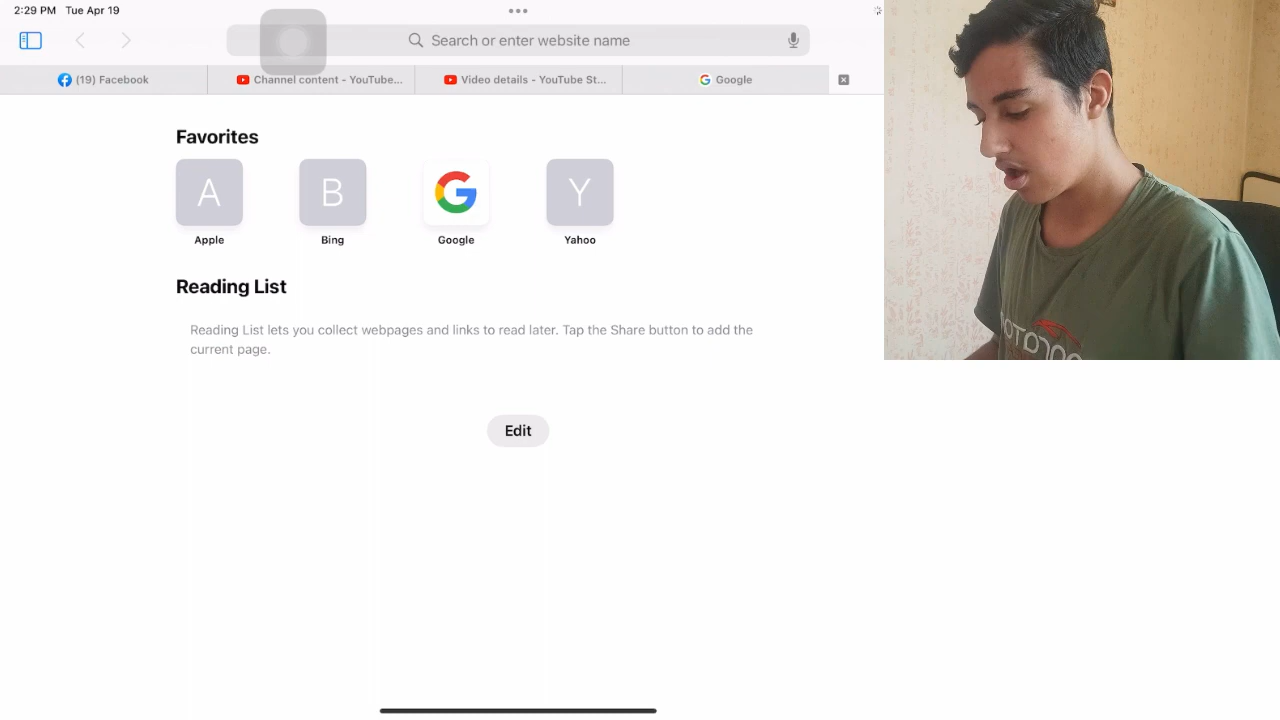 2:29 PM Tue Apr 19
Search or enter website name
(19) Facebook
Channel content - YouTube...
Video details - YouTube St...
Google
Favorites
A
B
Y
Apple
Bing
Google
Yahoo
Reading List
Reading List lets you collect webpages and links to read later. Tap the Share button to add the
current page.
Edit